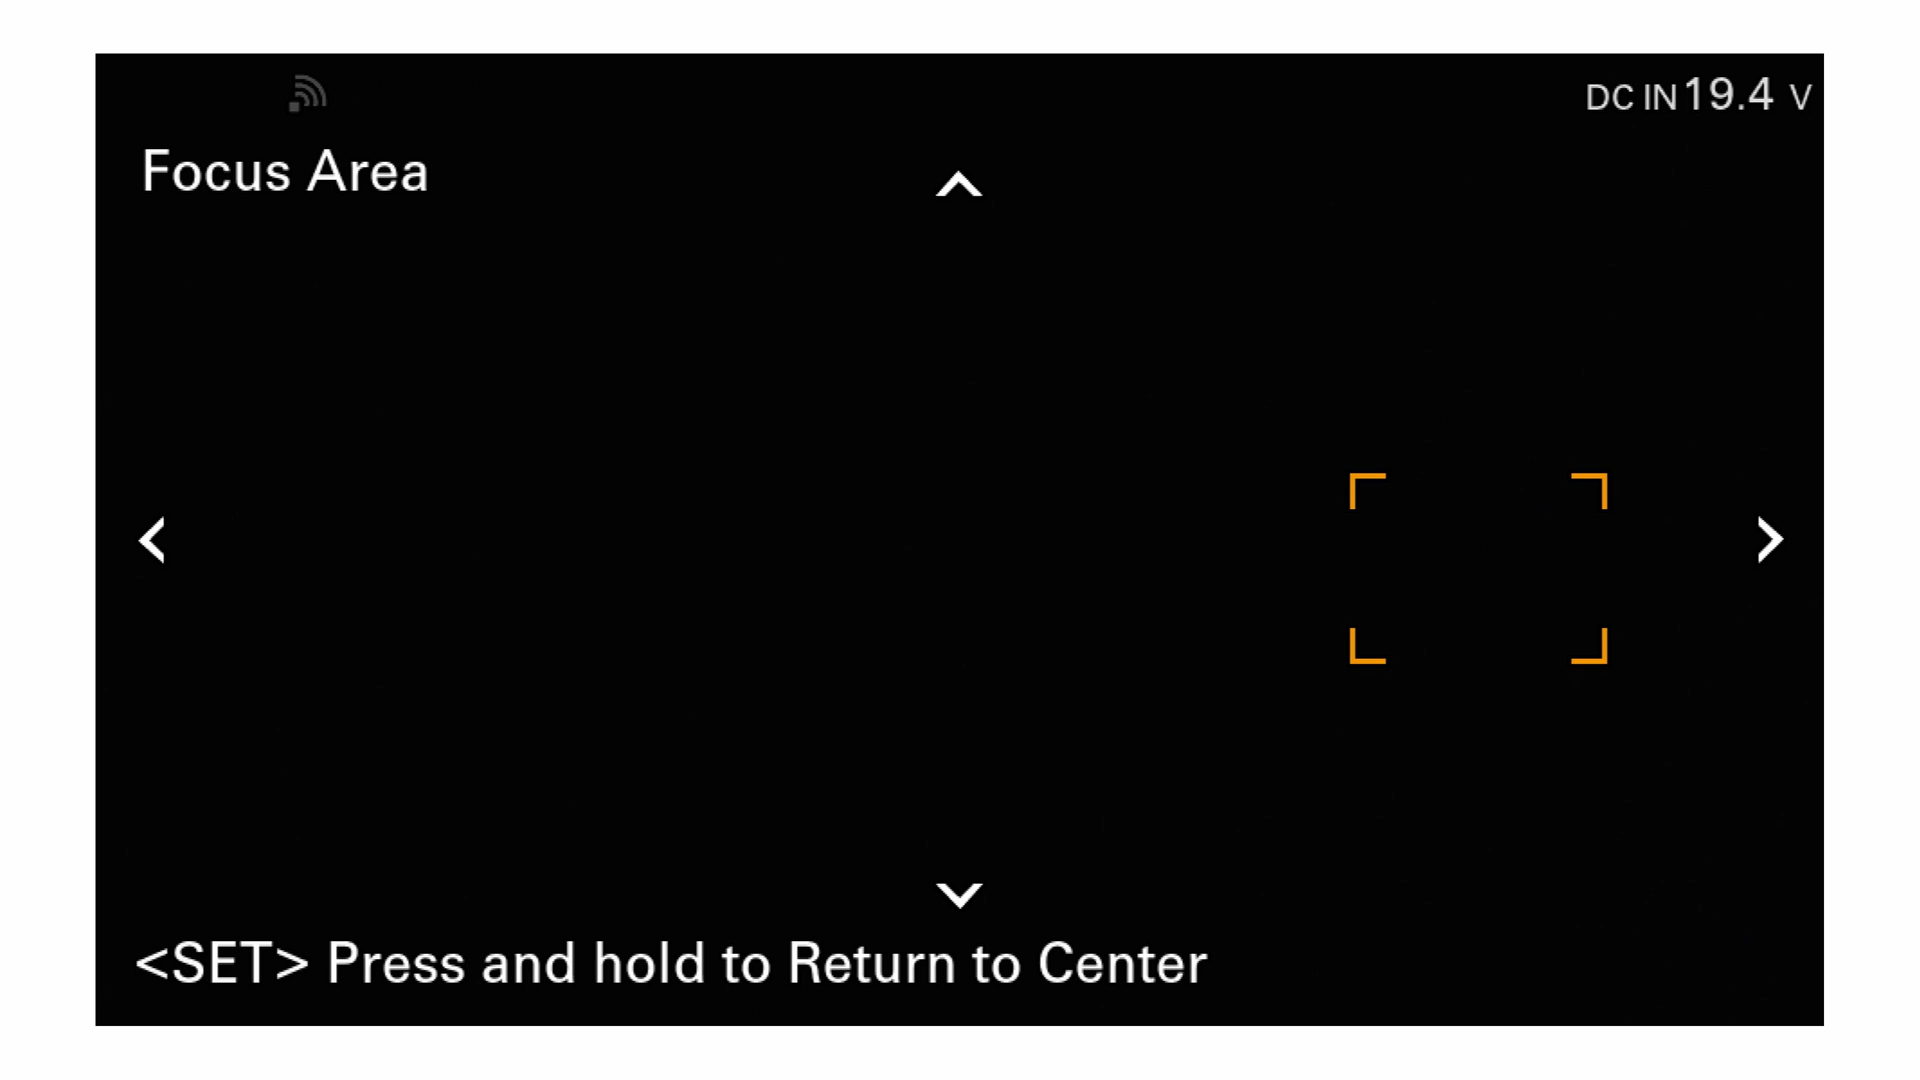 DC IN 19.4 V
Focus Area
<SET> Press and hold to Return to Center